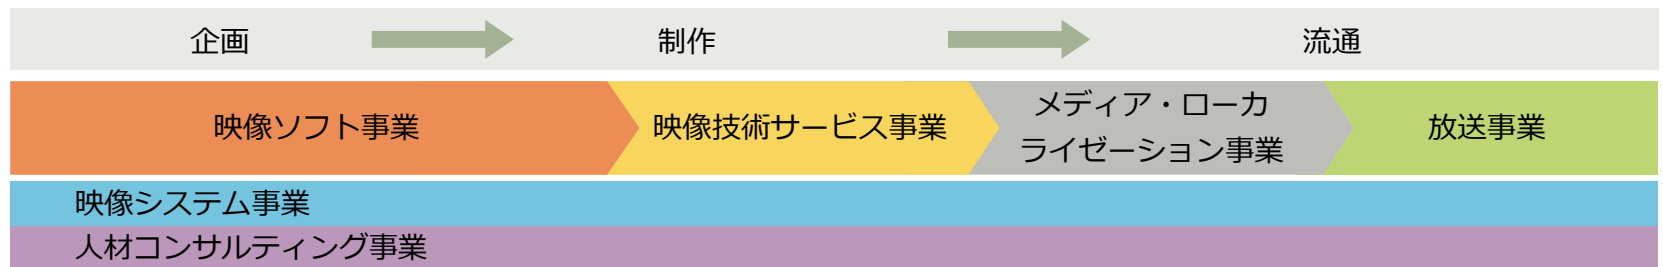 企画
制作
流通
映像ソフト事業
映像技術サービス事業
メディア・ローカ
ライゼーション事業
放送事業
映像システム事業
人材コンサルティング事業